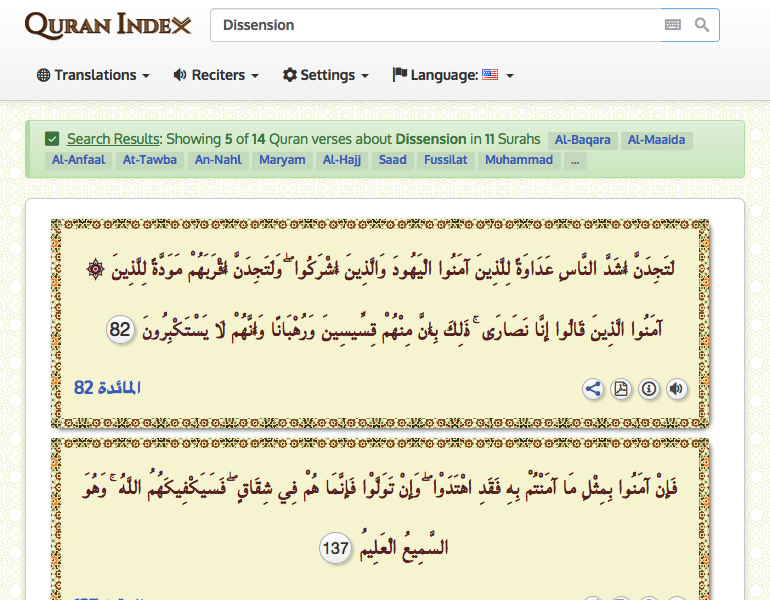 QURAN INDEX
Dissension
Translations
Reciters
Settings
Language:
Search Results: Showing 5 of 14 Quran verses about Dissension in 11 Surahs Al-Baqara Al-Maaida
Al-Anfaal At-Tawba An-Nahl Maryam Al-Hajj Saad Fussilat Muhammad ...
لَتَجِدَنَّ أَشَدَّ النَّاسِ عَدَاوَةً لِلَّذِينَ آمَنُوا الْيَهُودَ وَالَّذِينَ أَشْرَكُوا ۖ وَلَتَجِدَنَّ أَقْرَبَهُمْ مَوَدَّةً لِلَّذِينَ ۞
آمَنُوا الَّذِينَ قَالُوا إِنَّا نَصَارَى ۚ ذَلِكَ بِأَنَّ مِنْهُمْ قِسِّيسِينَ وَرُهْبَانًا وَأَنَّهُمْ لَا يَسْتَكْبِرُونَ 82
المائدة 82
فَإِنْ آمَنُوا بِمِثْلِ مَا آمَنْتُمْ بِهِ فَقَدِ اهْتَدَوْا ۖ وَإِنْ تَوَلَّوْا فَإِنَّمَا هُمْ فِي شِقَاقٍ ۖ فَسَيَكْفِيكَهُمُ اللَّهُ ۚ وَهُوَ
السَّمِيعُ الْعَلِيمُ 137